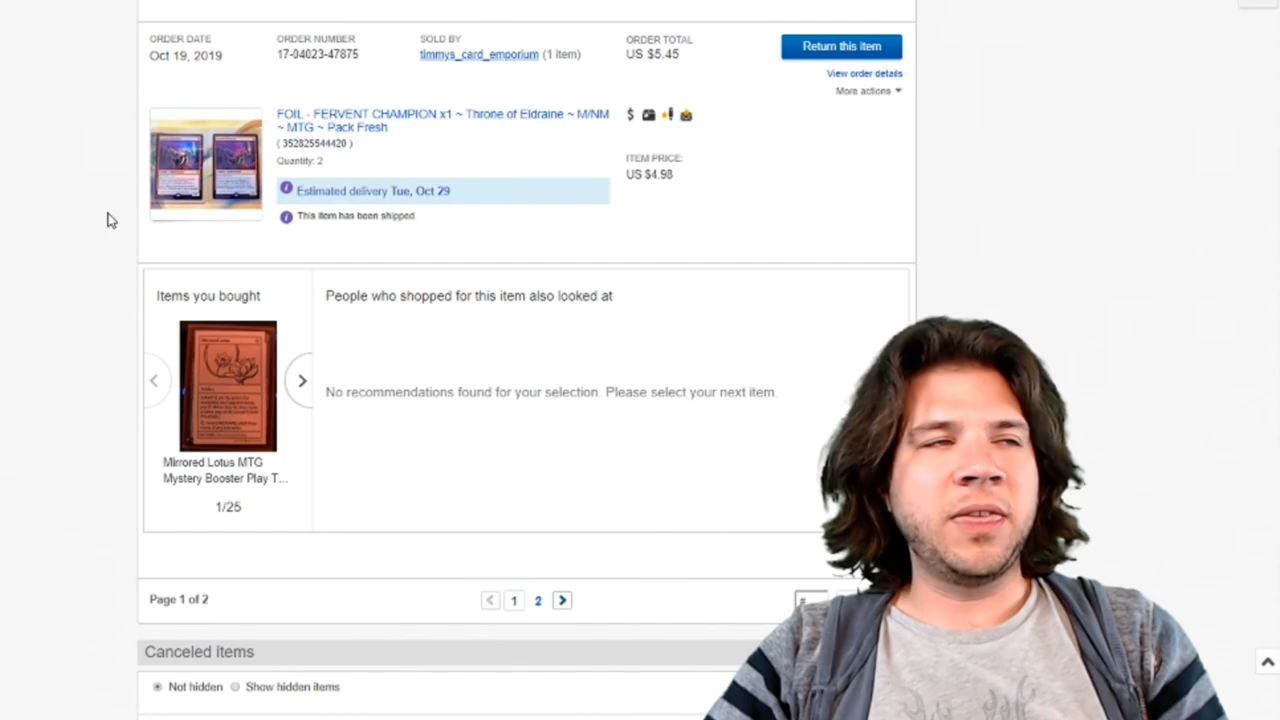 ORDER DATE
Oct 19, 2019
ORDER NUMBER
17-04023-47875
SOLD BY
timmys_card_emporium (1 item)
ORDER TOTAL
US $5.45
Return this item
View order details
More actions
FOIL - FERVENT CHAMPION x1 ~ Throne of Eldraine ~ M/NM
~ MTG ~ Pack Fresh
( 352825544420 )
Quantity: 2
Estimated delivery Tue, Oct 29
This item has been shipped.
$
ITEM PRICE:
US $4.98
Items you bought
People who shopped for this item also looked at
Mirrored Lotus MTG
Mystery Booster Play T...
1/25
No recommendations found for your selection. Please select your next item.
Page 1 of 2
1
2
#
Canceled items
Not hidden
Show hidden items